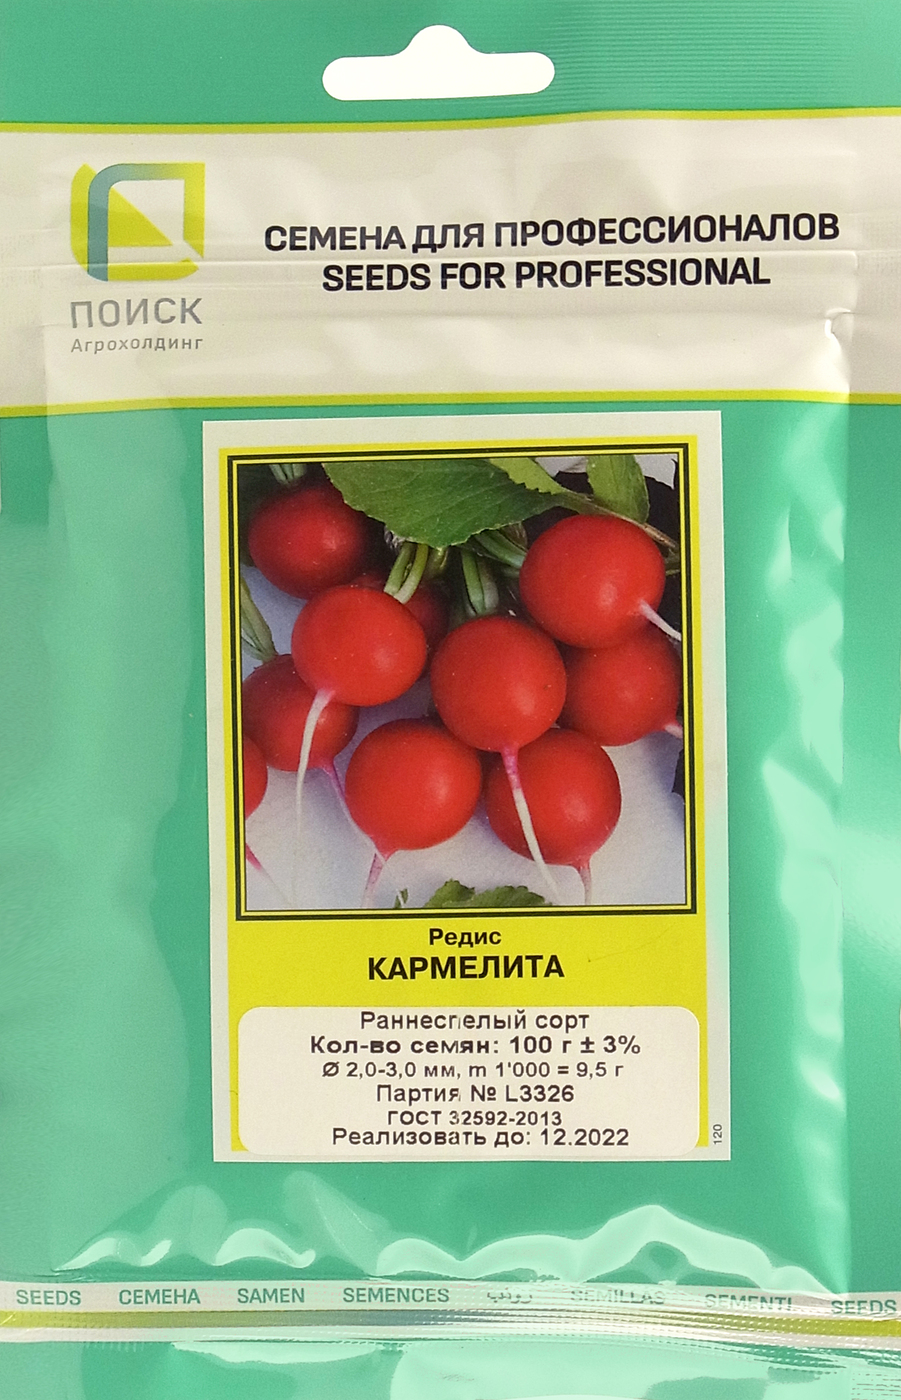 СЕМЕНА ДЛЯ ПРОФЕССИОНАЛОВ
SEEDS FOR PROFESSIONAL
ПОИСК
Агрохолдинг
Редис
КАРМЕЛИТА
Раннеспелый сорт
Кол-во семян: 100 г ± 3%
Ø 2,0-3,0 мм, m 1'000 = 9,5 г
Партия № L3326
ГОСТ 32592-2013
Реализовать до: 12.2022
120
SEEDS СЕМЕНА SAMEN SEMENCES SEMILLAS SEMENTI SEEDS